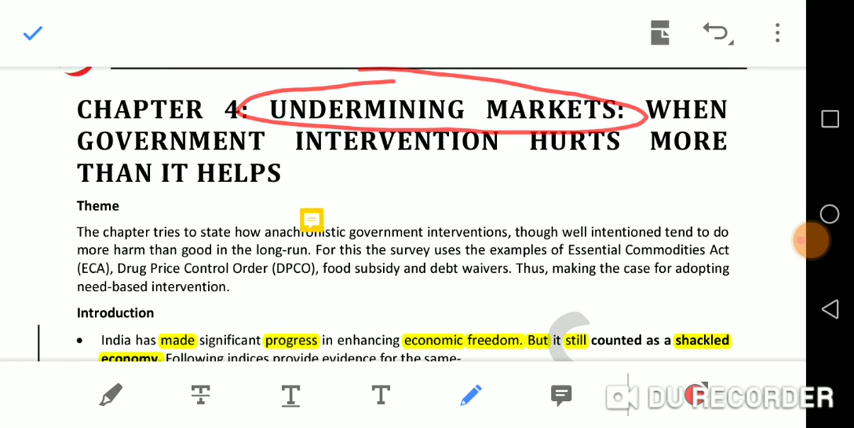 CHAPTER 4: UNDERMINING MARKETS: WHEN
GOVERNMENT INTERVENTION HURTS MORE
THAN IT HELPS
Theme
The chapter tries to state how anachronistic government interventions, though well intentioned tend to do
more harm than good in the long-run. For this the survey uses the examples of Essential Commodities Act
(ECA), Drug Price Control Order (DPCO), food subsidy and debt waivers. Thus, making the case for adopting
need-based intervention.
Introduction
• India has made significant progress in enhancing economic freedom. But it still counted as a shackled
economy. Following indices provide evidence for the same-
T T T
DU RECORDER